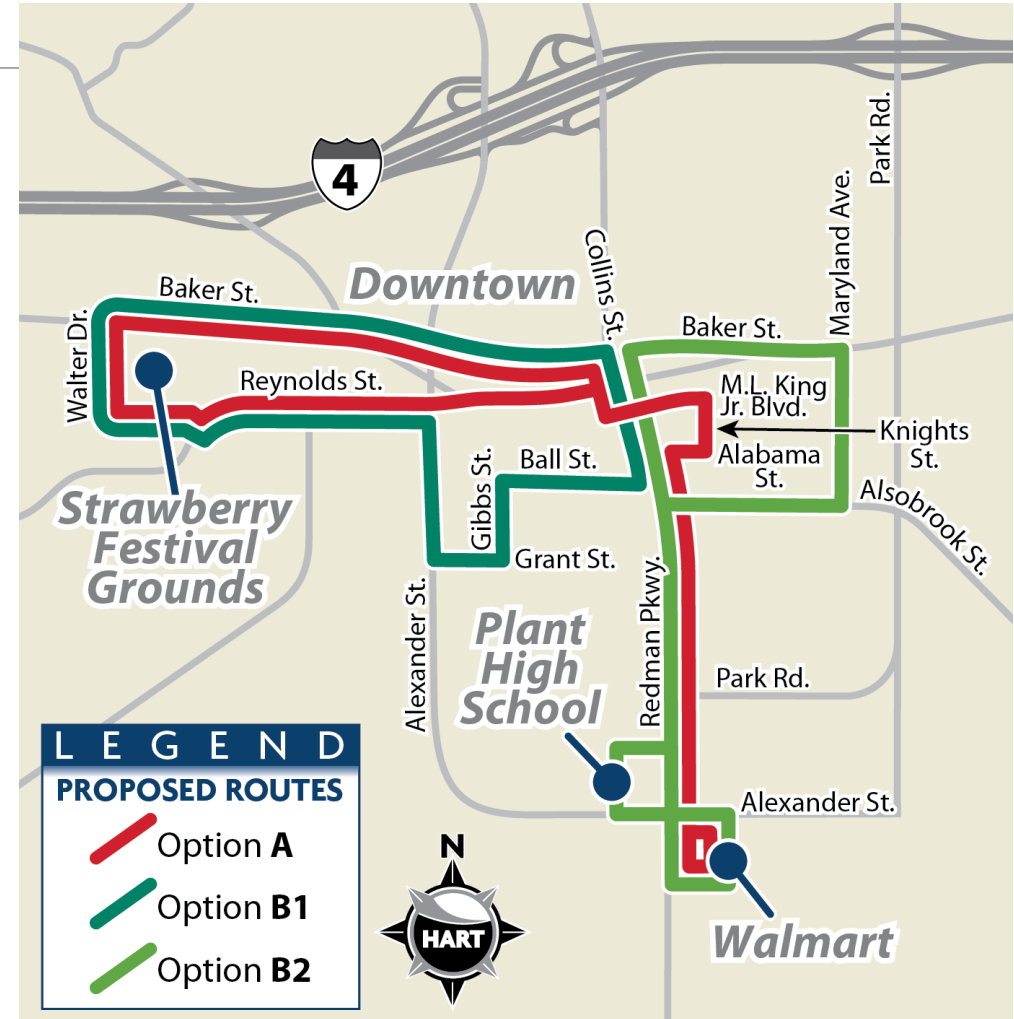 4
Park Rd.
Maryland Ave.
Collins St.
Downtown
Baker St.
Baker St.
Walter Dr.
Reynolds St.
M.L. King
Jr. Blvd.
Knights
St.
Alabama
St.
Ball St.
Gibbs St.
Alsobrook St.
Strawberry
Festival
Grounds
Grant St.
Alexander St.
Redman Pkwy.
Plant
High
School
Park Rd.
Alexander St.
Walmart
LEGEND
PROPOSED ROUTES
Option A
Option B1
Option B2
N
HART